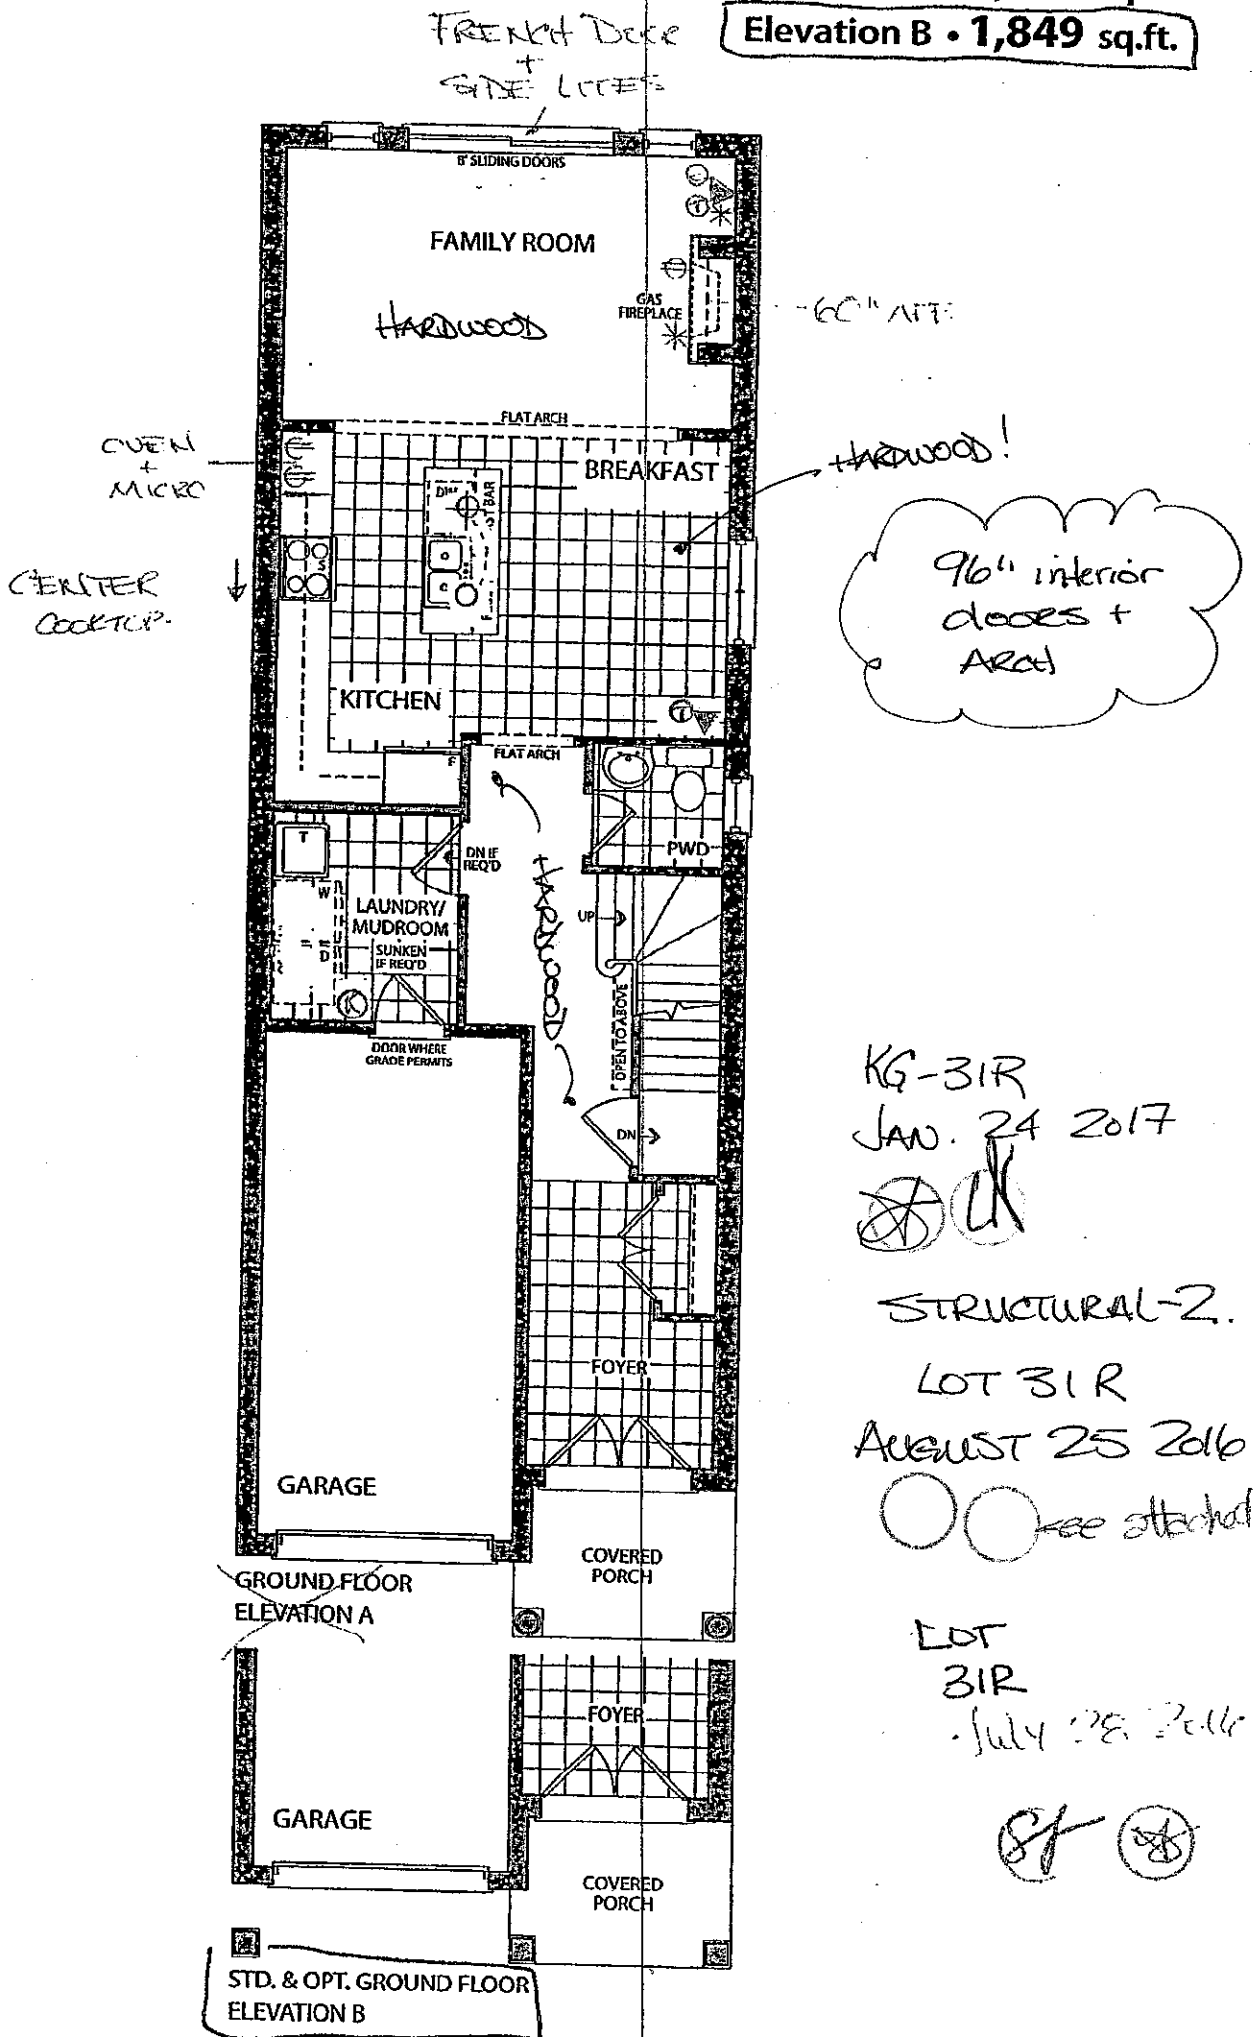 Elevation B • 1,849 sq.ft.
FRENCH DOOR
+
SIDE LITES
8' SLIDING DOORS
FAMILY ROOM
HARDWOOD
GAS
FIREPLACE
FLAT ARCH
OVEN
+
MICRO
BREAKFAST
HARDWOOD!
CENTER
COOKTOP.
96" interior
doors +
ARCH
KITCHEN
F
FLAT ARCH
T
PWD
DN IF
REQ'D
W
LAUNDRY/
MUDROOM
SUNKEN
IF REQ'D
D
UP
HARDWOOD
OPEN TO ABOVE
K
DOOR WHERE
GRADE PERMITS
DN
KG-31R
JAN. 24 2017
STRUCTURAL-2.
LOT 31R
AUGUST 25 2016
see attached
FOYER
GARAGE
COVERED
PORCH
GROUND FLOOR
ELEVATION A
LOT
31R
July 28 2016
FOYER
GARAGE
COVERED
PORCH
STD. & OPT. GROUND FLOOR
ELEVATION B